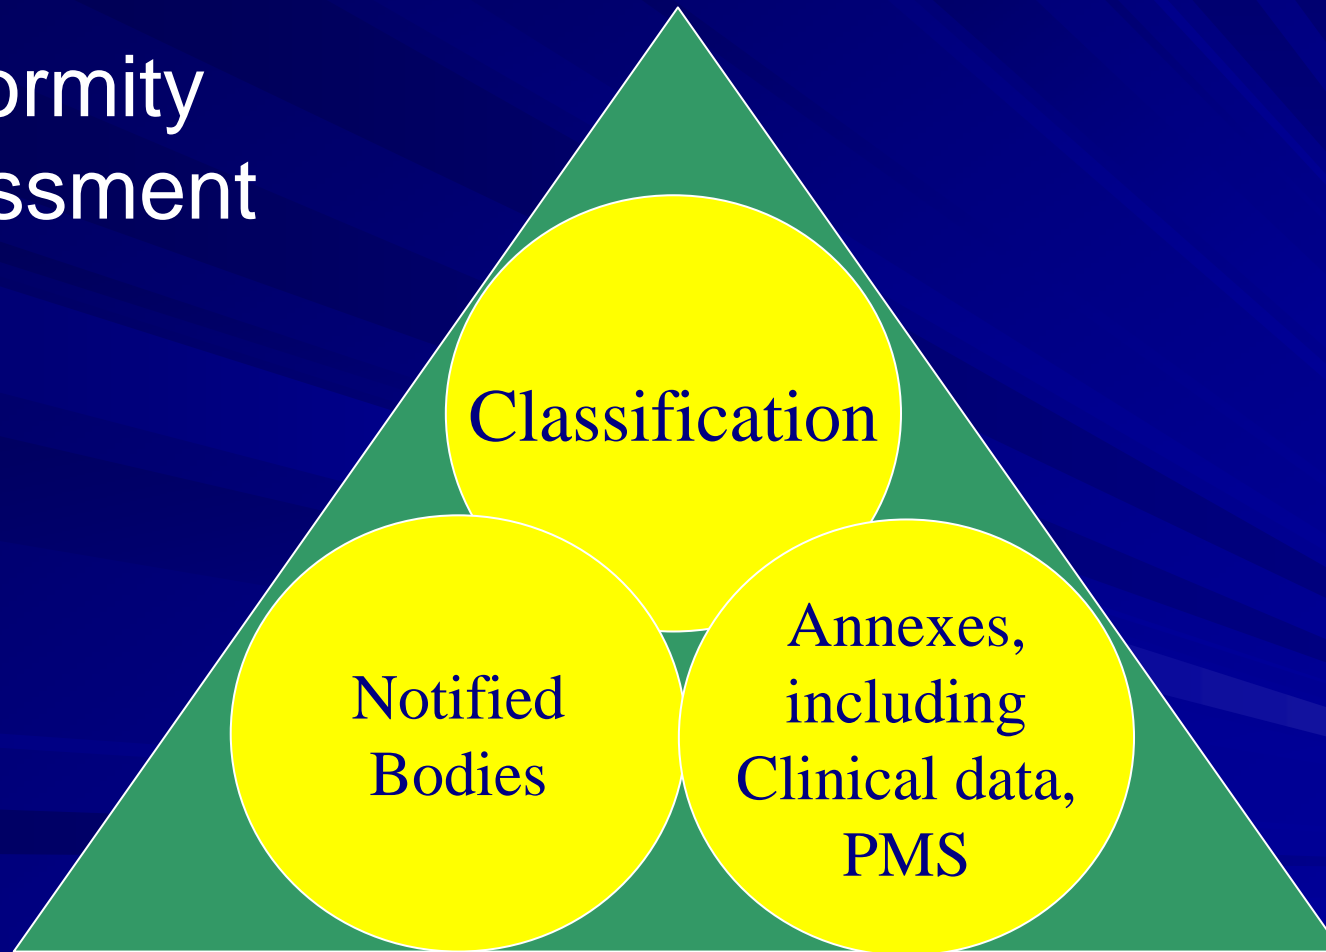 ormity
ssment
Classification
Notified
Bodies
Annexes,
including
Clinical data,
PMS